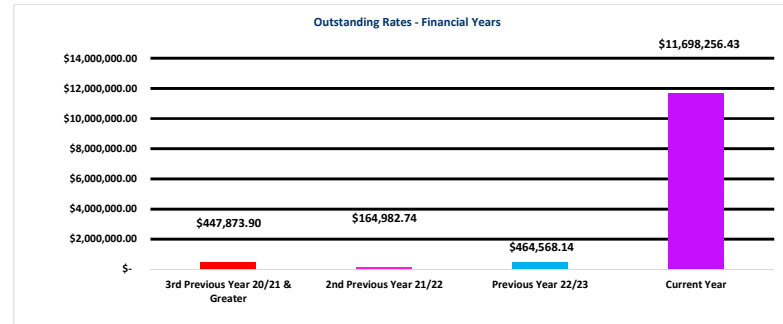 Outstanding Rates - Financial Years
$11,698,256.43
$14,000,000.00
$12,000,000.00
$10,000,000.00
$8,000,000.00
$6,000,000.00
$4,000,000.00
$447,873.90
$164,982.74
$2,000,000.00
$464,568.14
$-
3rd Previous Year 20/21 &
Greater
2nd Previous Year 21/22
Previous Year 22/23
Current Year